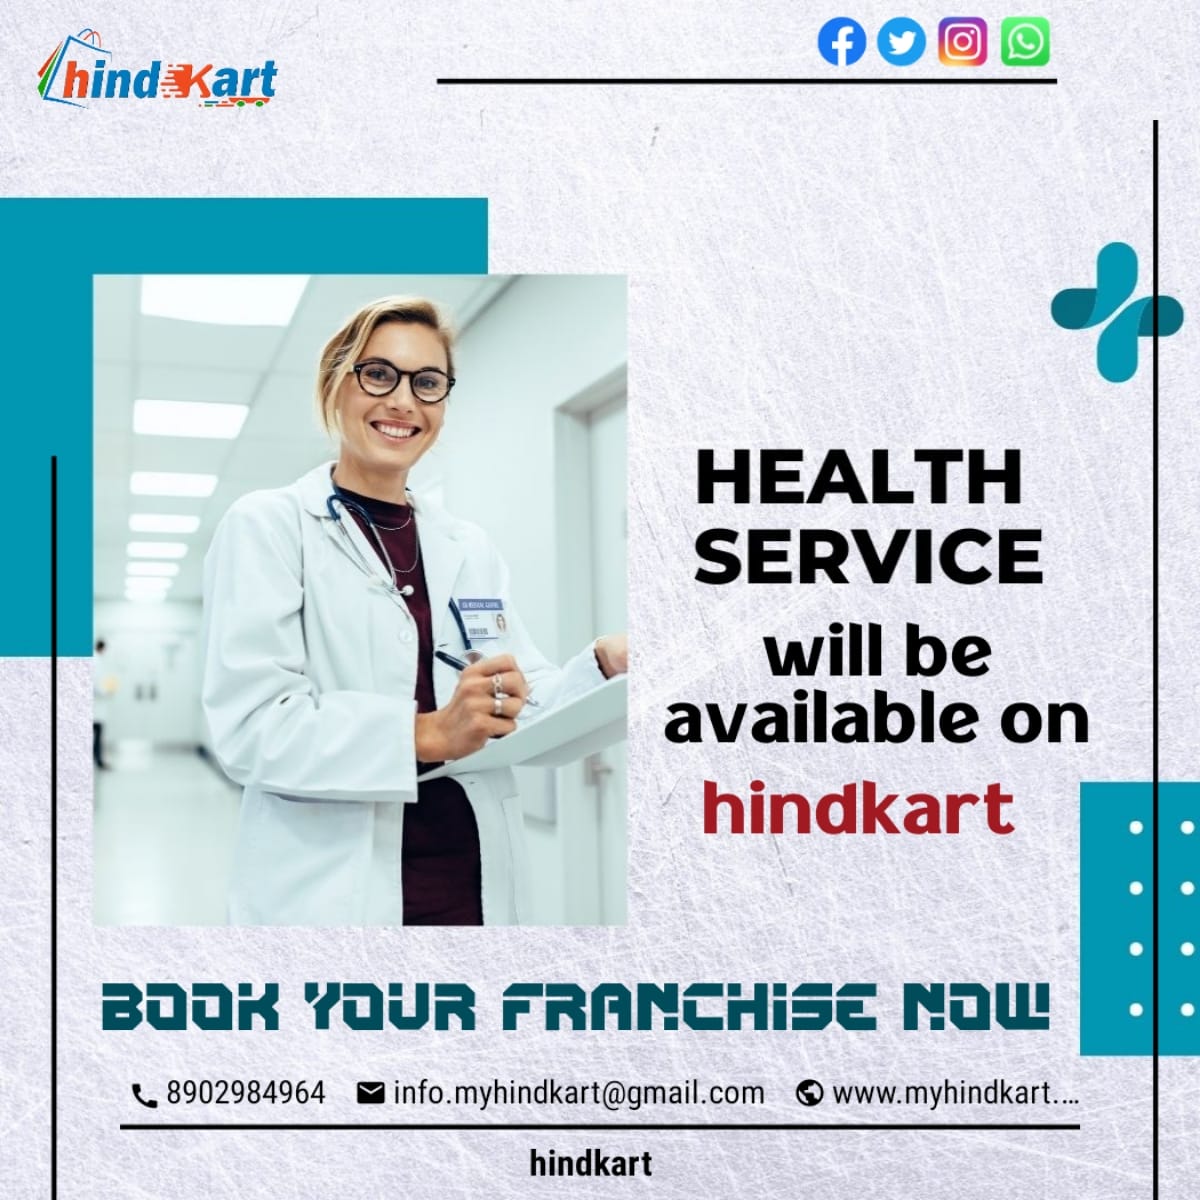 hindKart
HEALTH
SERVICE
will be
available on
hindkart
BOOK YOUR FRANCHISE NOW
8902984964 info.myhindkart@gmail.com www.myhindkart....
hindkart